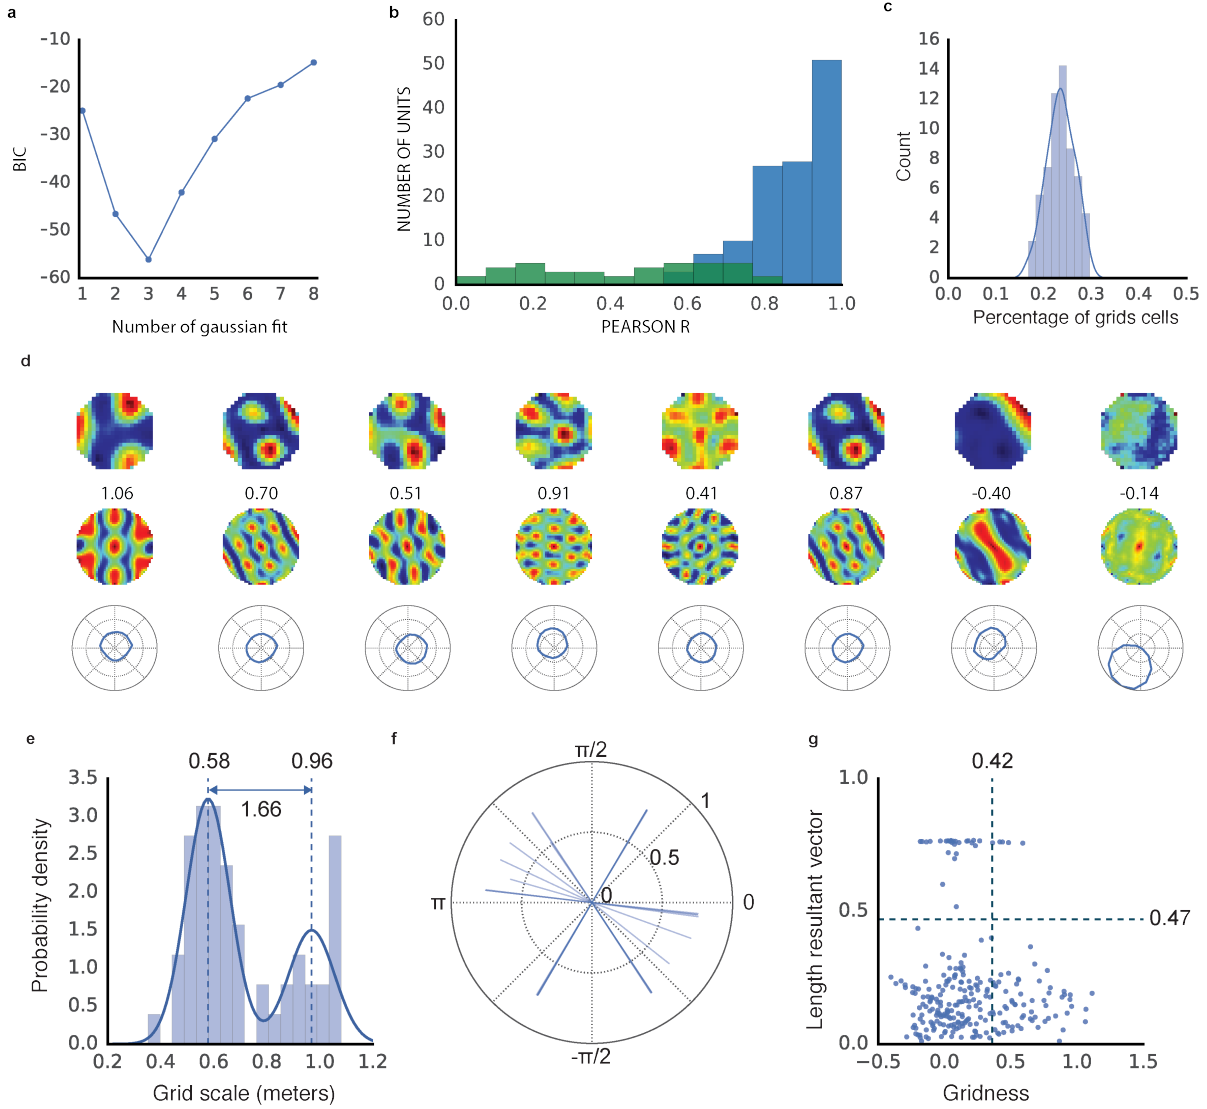 a
-10
-20
-30
-40
-50
-60
BIC
1 2 3 4 5 6 7 8
Number of gaussian fit
b
60
50
40
30
20
10
0
NUMBER OF UNITS
0.0 0.2 0.4 0.6 0.8 1.0
PEARSON R
c
16
14
12
10
8
6
4
2
0
Count
0.0 0.1 0.2 0.3 0.4 0.5
Percentage of grids cells
d
1.06 0.70 0.51 0.91 0.41 0.87 -0.40 -0.14
e
0.58 0.96
1.66
3.5
3.0
2.5
2.0
1.5
1.0
0.5
0.0
Probability density
0.2 0.4 0.6 0.8 1.0 1.2
Grid scale (meters)
f
π/2
1
0.5
π 0 0
-π/2
g
0.42
1.0
0.5
0.47
0.0
Length resultant vector
−0.5 0.0 0.5 1.0 1.5
Gridness